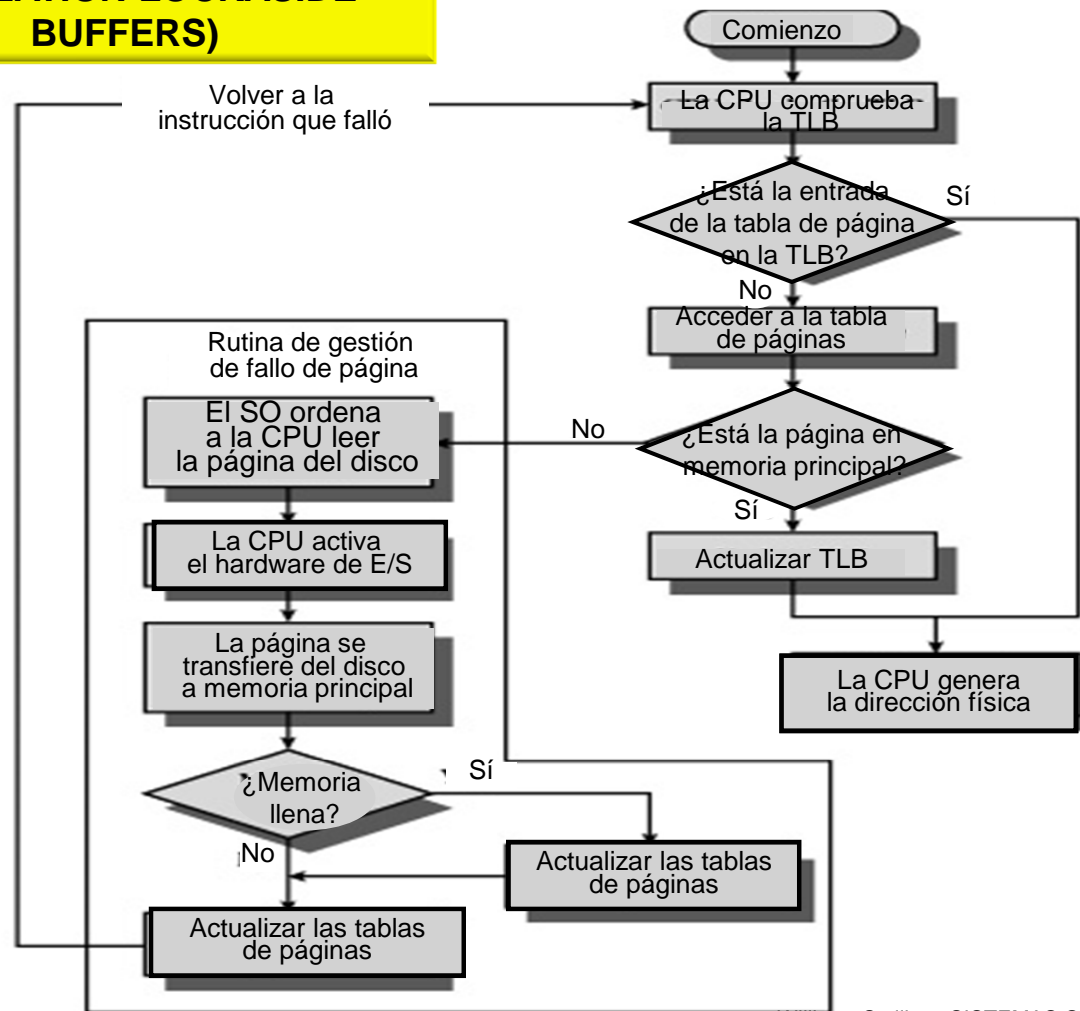 BUFFERS)
Comienzo
Volver a la
instrucción que falló
La CPU comprueba
la TLB
¿Está la entrada
de la tabla de página
en la TLB?
Sí
No
Acceder a la tabla
de páginas
Rutina de gestión
de fallo de página
El SO ordena
a la CPU leer
la página del disco
No
¿Está la página en
memoria principal?
Sí
La CPU activa
el hardware de E/S
Actualizar TLB
La página se
transfiere del disco
a memoria principal
La CPU genera
la dirección física
¿Memoria
llena?
Sí
No
Actualizar las tablas
de páginas
Actualizar las tablas
de páginas